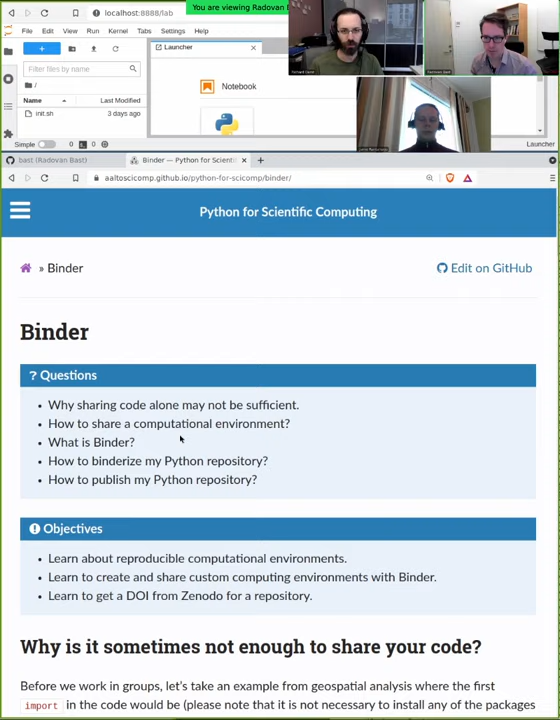 You are viewing Radovan B
localhost:8888/lab
File Edit View Run Kernel Tabs Settings Help
Launcher
Filter files by name
/
Notebook
Name Last Modified
init.sh 3 days ago
Simple 0 0 Launcher
bast (Radovan Bast) Binder — Python for Scienti
aaltoscicomp.github.io/python-for-scicomp/binder/
Python for Scientific Computing
» Binder Edit on GitHub
Binder
? Questions
• Why sharing code alone may not be sufficient.
• How to share a computational environment?
• What is Binder?
• How to binderize my Python repository?
• How to publish my Python repository?
Objectives
• Learn about reproducible computational environments.
• Learn to create and share custom computing environments with Binder.
• Learn to get a DOI from Zenodo for a repository.
Why is it sometimes not enough to share your code?
Before we work in groups, let's take an example from geospatial analysis where the first
import in the code would be (please note that it is not necessary to install any of the packages